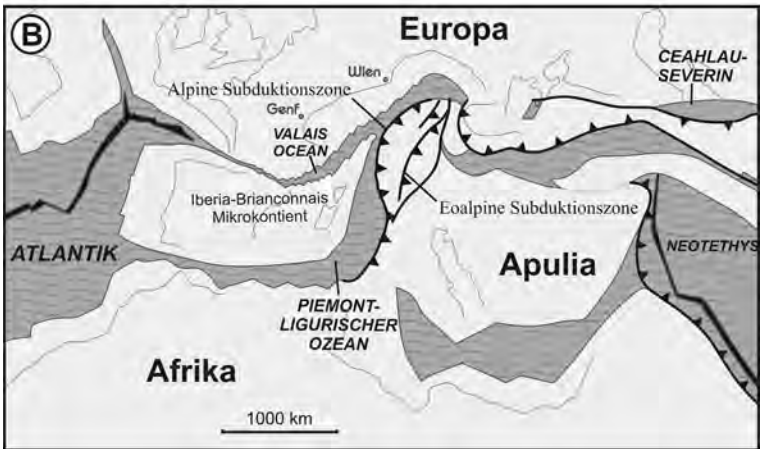 B
Europa
CEAHLAU-
SEVERIN
Wien
Alpine Subduktionszone
Genf
VALAIS
OCEAN
Iberia-Brianconnais
Mikrokontient
Eoalpine Subduktionszone
ATLANTIK
NEOTETHYS
Apulia
PIEMONT-
LIGURISCHER
OZEAN
Afrika
1000 km